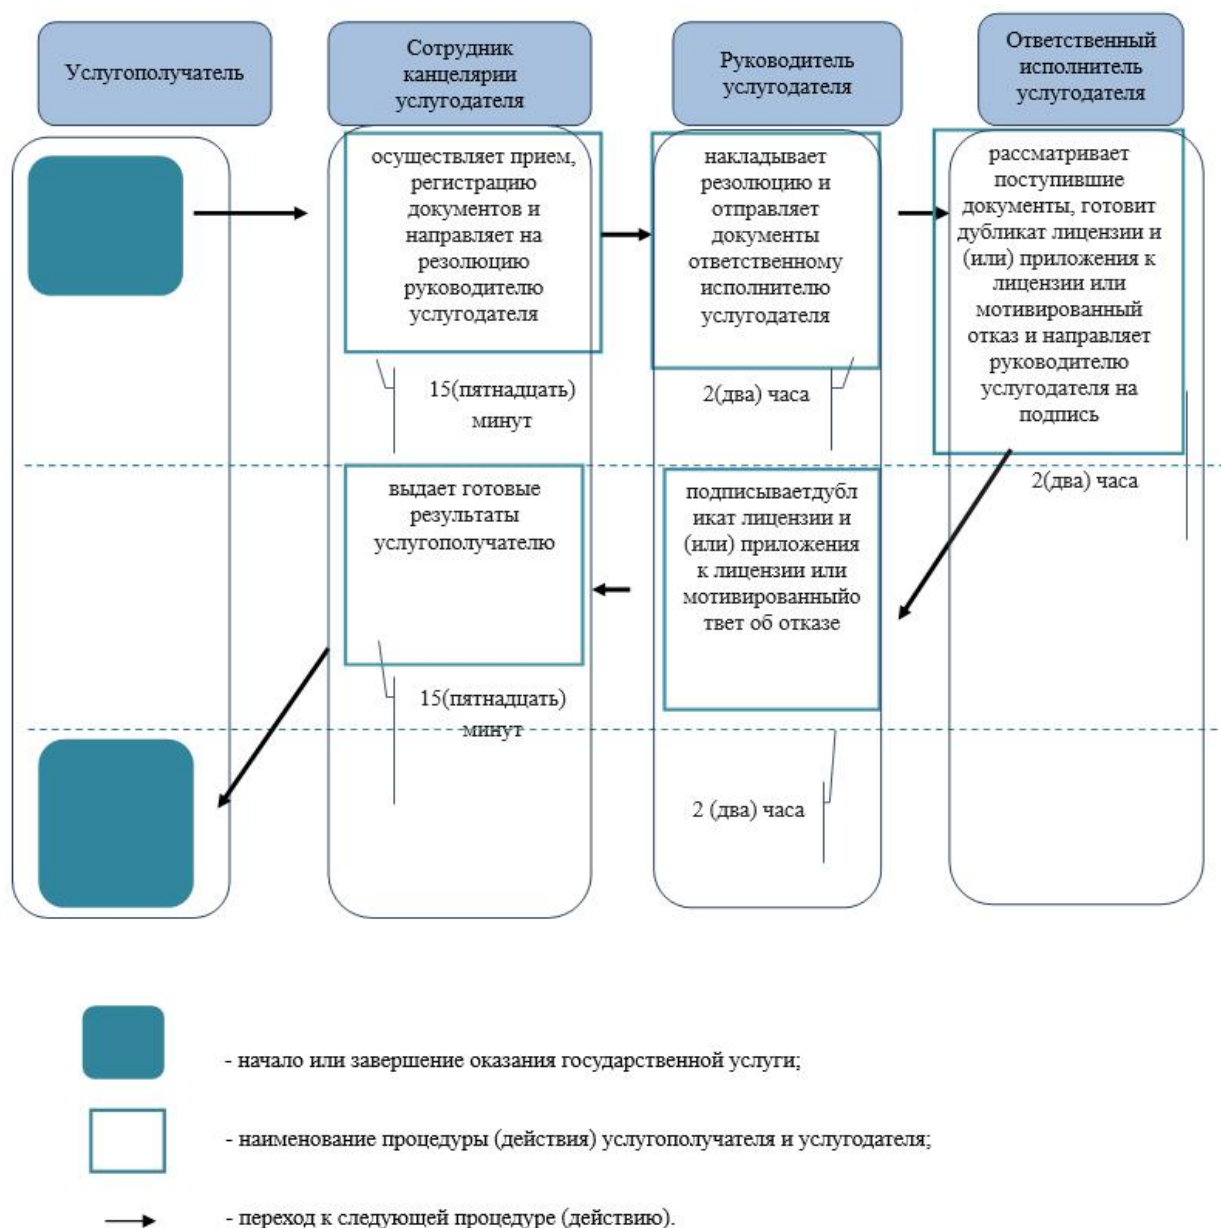 Услугополучатель
Сотрудник
канцелярии
услугодателя
Руководитель
услугодателя
Ответственный
исполнитель
услугодателя
осуществляет прием,
регистрацию
документов и
направляет на
резолюцию
руководителю
услугодателя
15(пятнадцать)
минут
накладывает
резолюцию и
отправляет
документы
ответственному
исполнителю
услугодателя
2(два) часа
рассматривает
поступившие
документы, готовит
дубликат лицензии и
(или) приложения к
лицензии или
мотивированный
отказ и направляет
руководителю
услугодателя на
подпись
2(два) часа
подписываетдубл
икат лицензии и
(или) приложения
к лицензии или
мотивированныйо
твет об отказе
2 (два) часа
выдает готовые
результаты
услугополучателю
15(пятнадцать)
минут
- начало или завершение оказания государственной услуги;
- наименование процедуры (действия) услугополучателя и услугодателя;
- переход к следующей процедуре (действию).